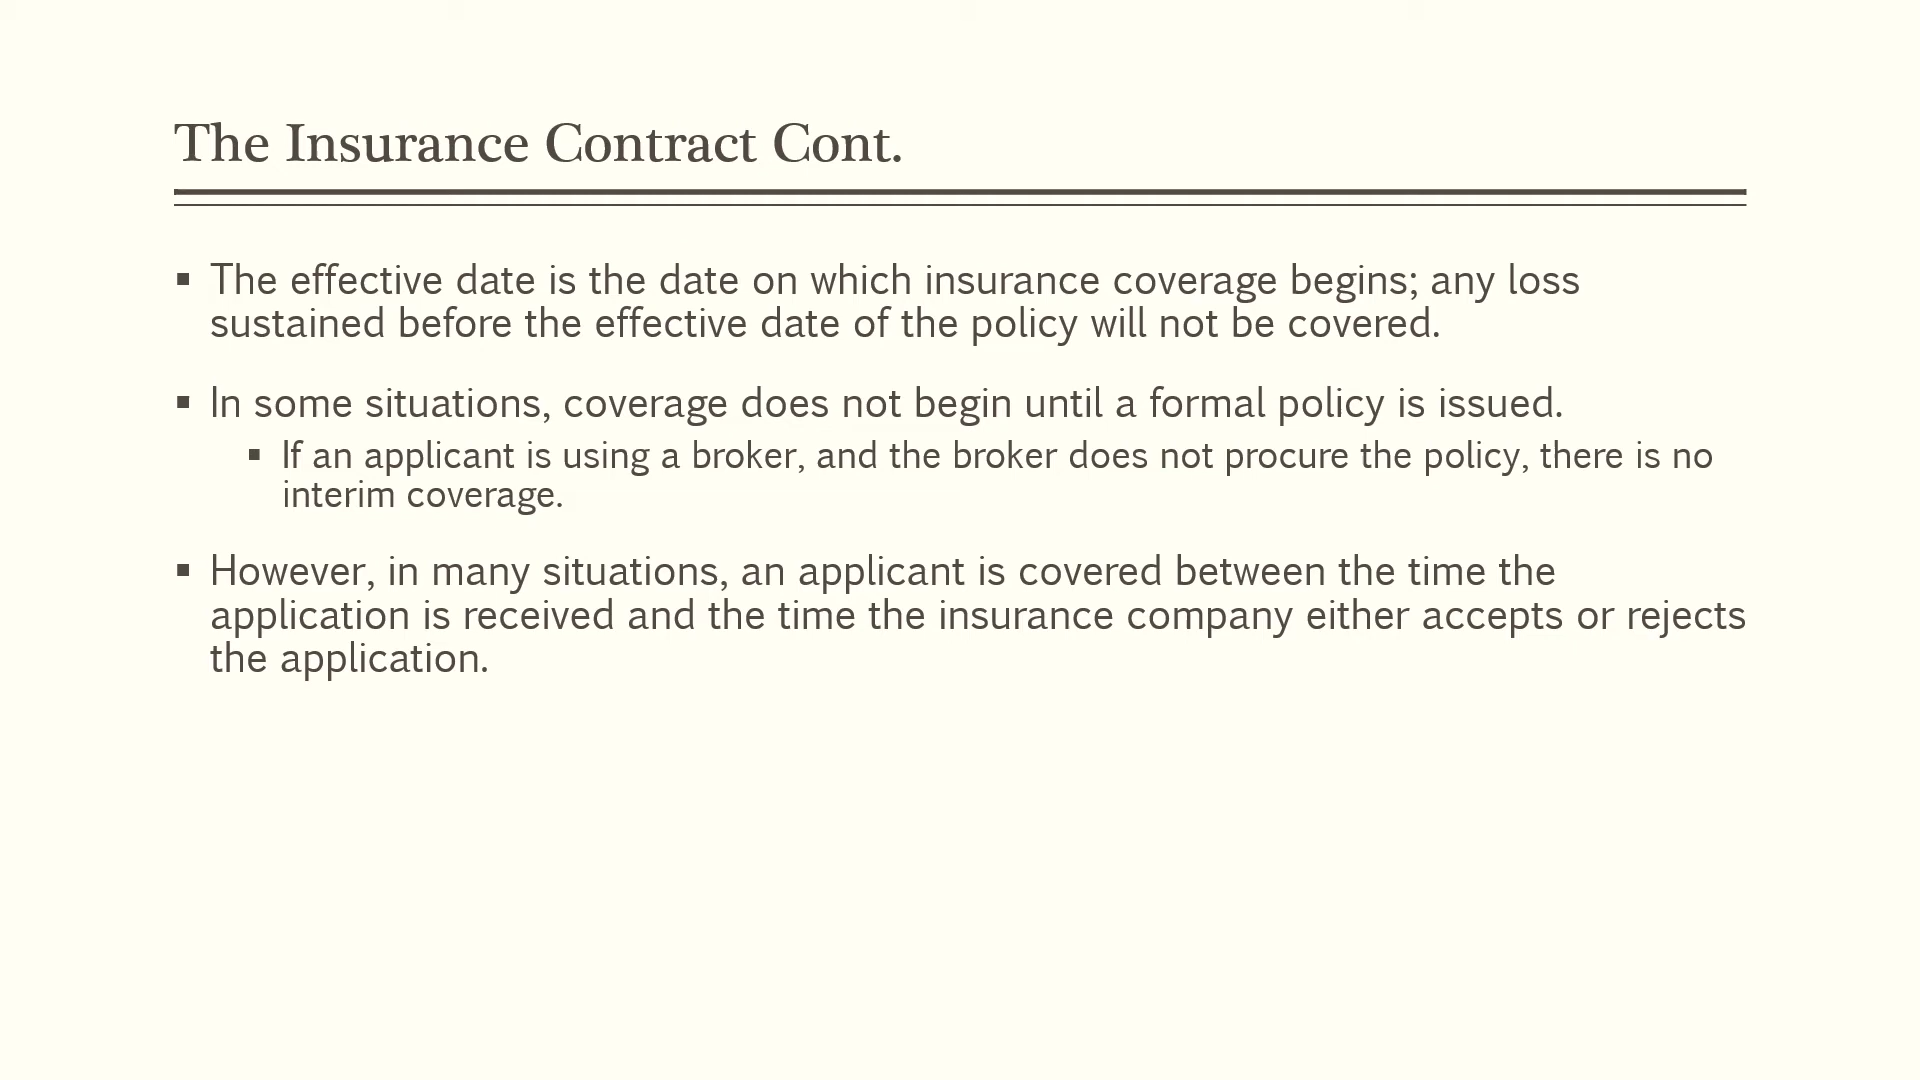 The Insurance Contract Cont.
▪ The effective date is the date on which insurance coverage begins; any loss
sustained before the effective date of the policy will not be covered.
▪ In some situations, coverage does not begin until a formal policy is issued.
▪ If an applicant is using a broker, and the broker does not procure the policy, there is no
interim coverage.
▪ However, in many situations, an applicant is covered between the time the
application is received and the time the insurance company either accepts or rejects
the application.